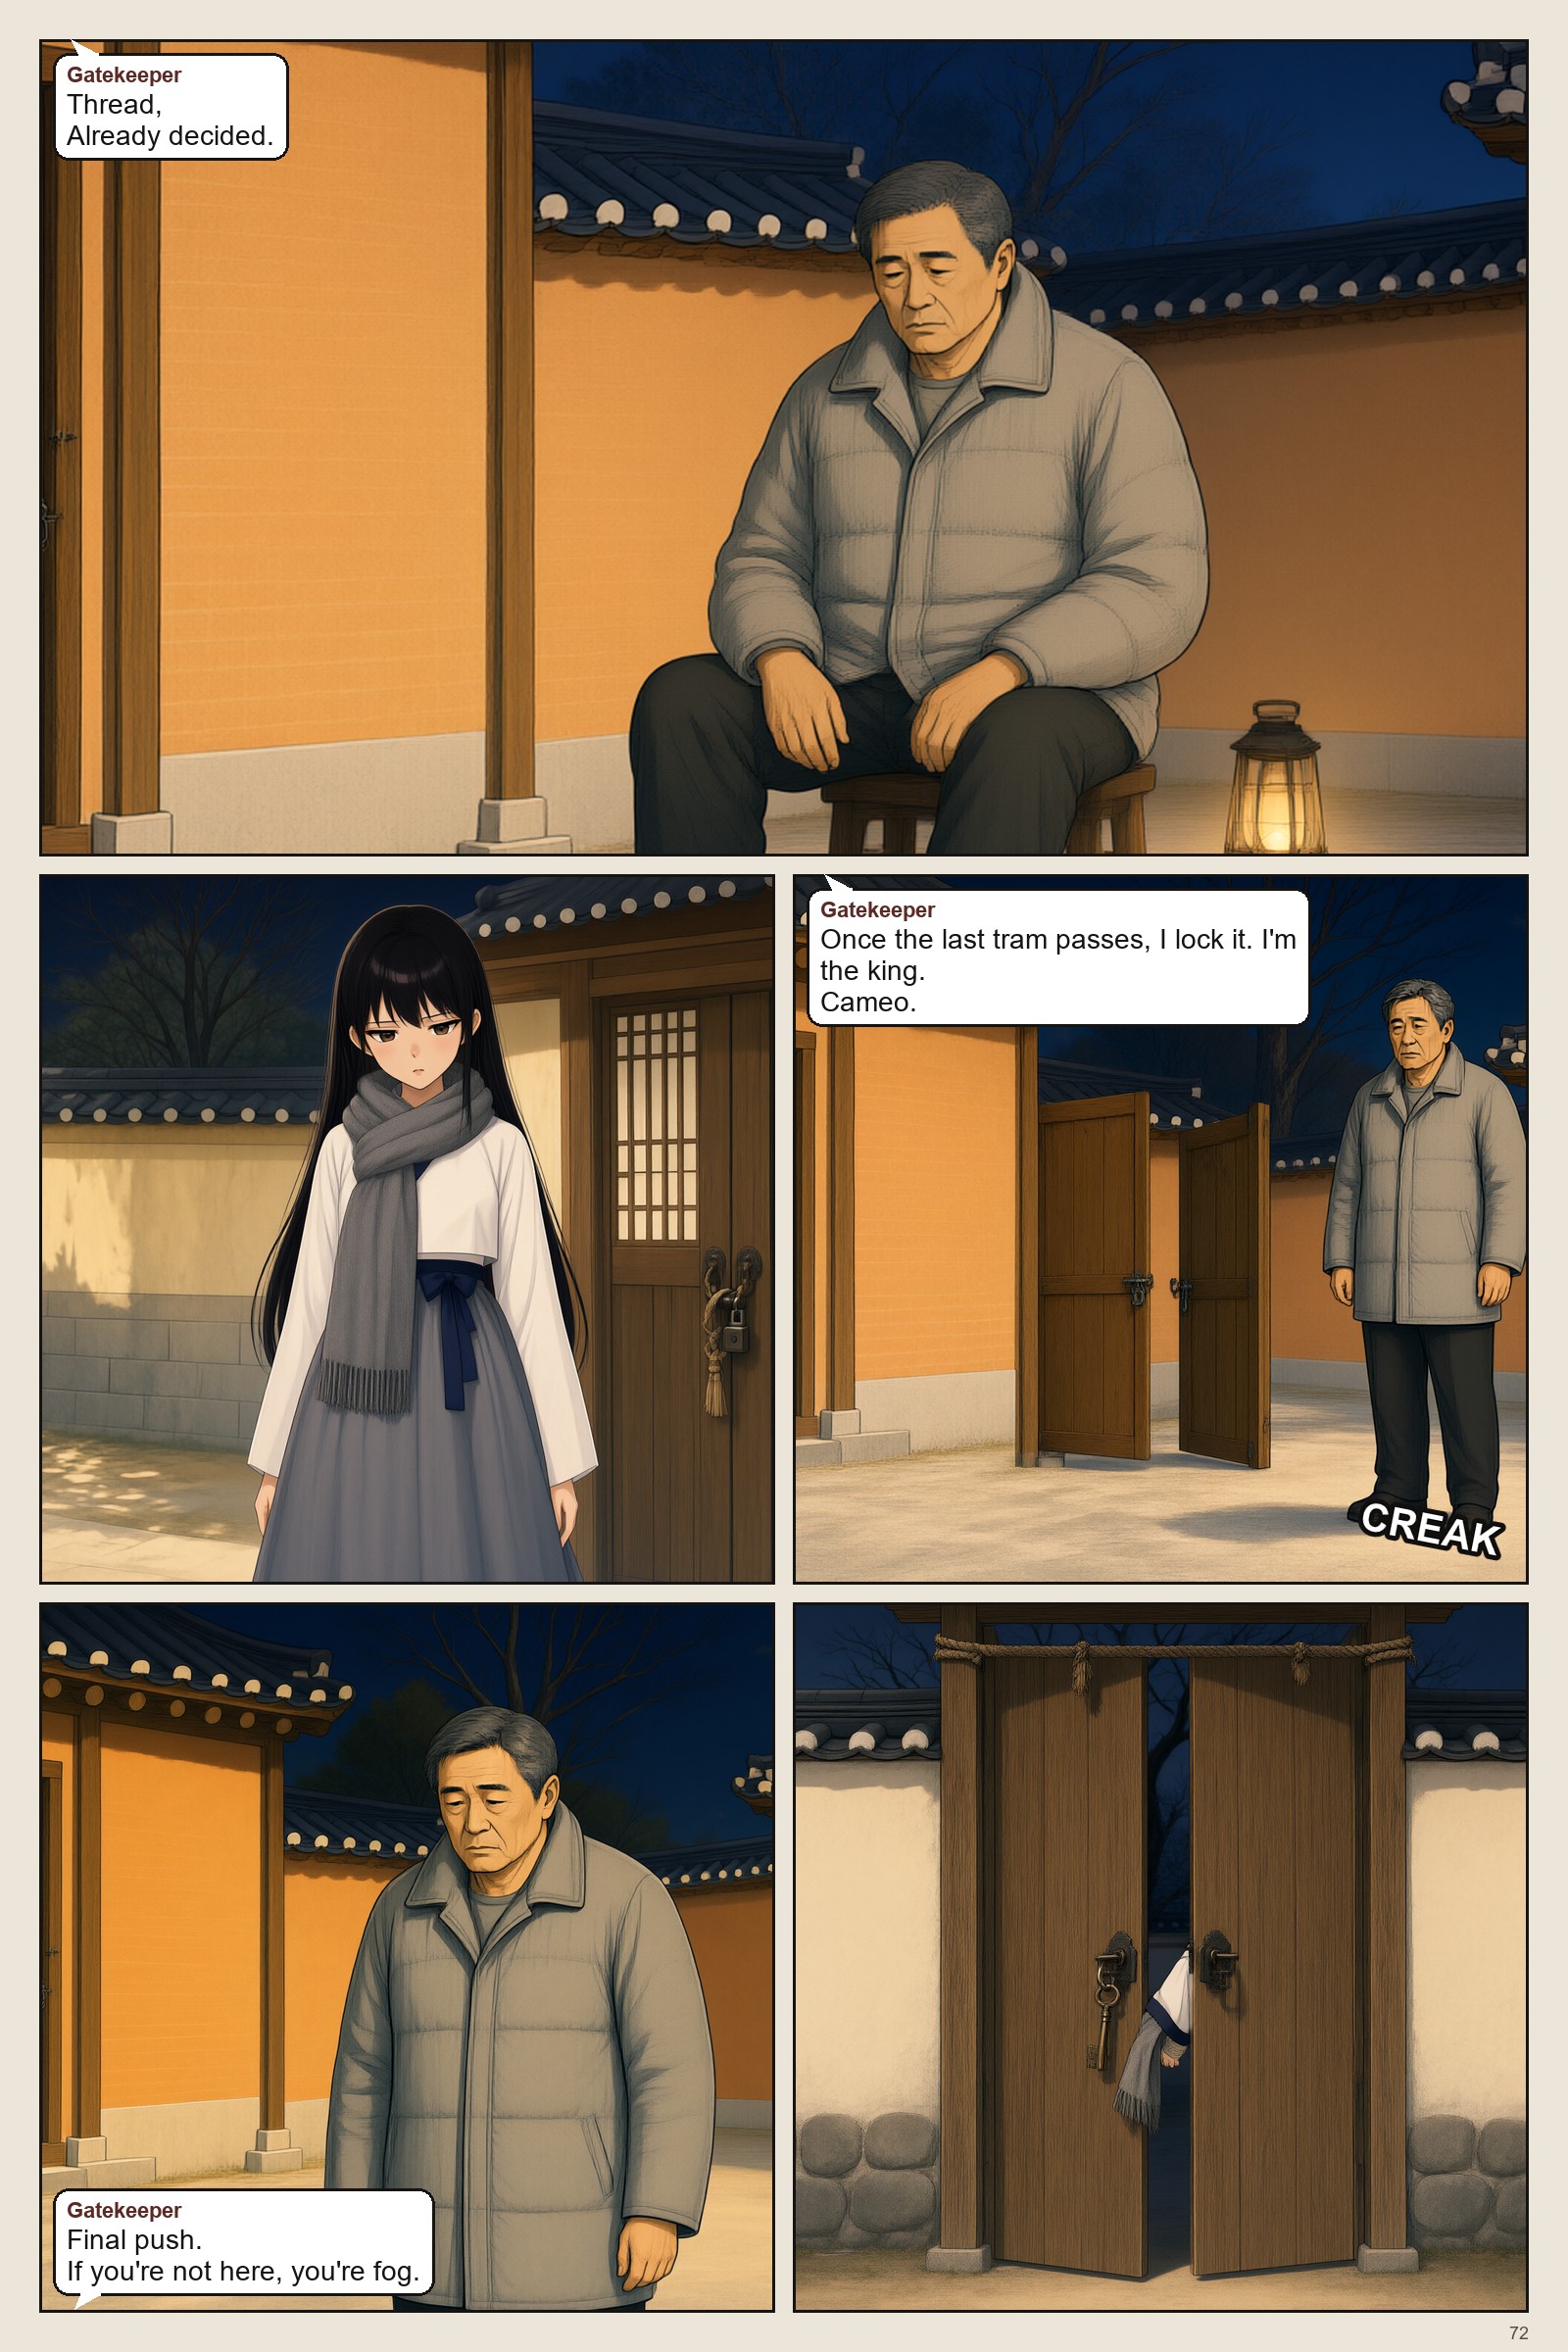 Gatekeeper
Thread,
Already decided.
Gatekeeper
Once the last tram passes, I lock it. I'm
the king.
Cameo.
CREAK
Gatekeeper
Final push.
If you're not here, you're fog.
72